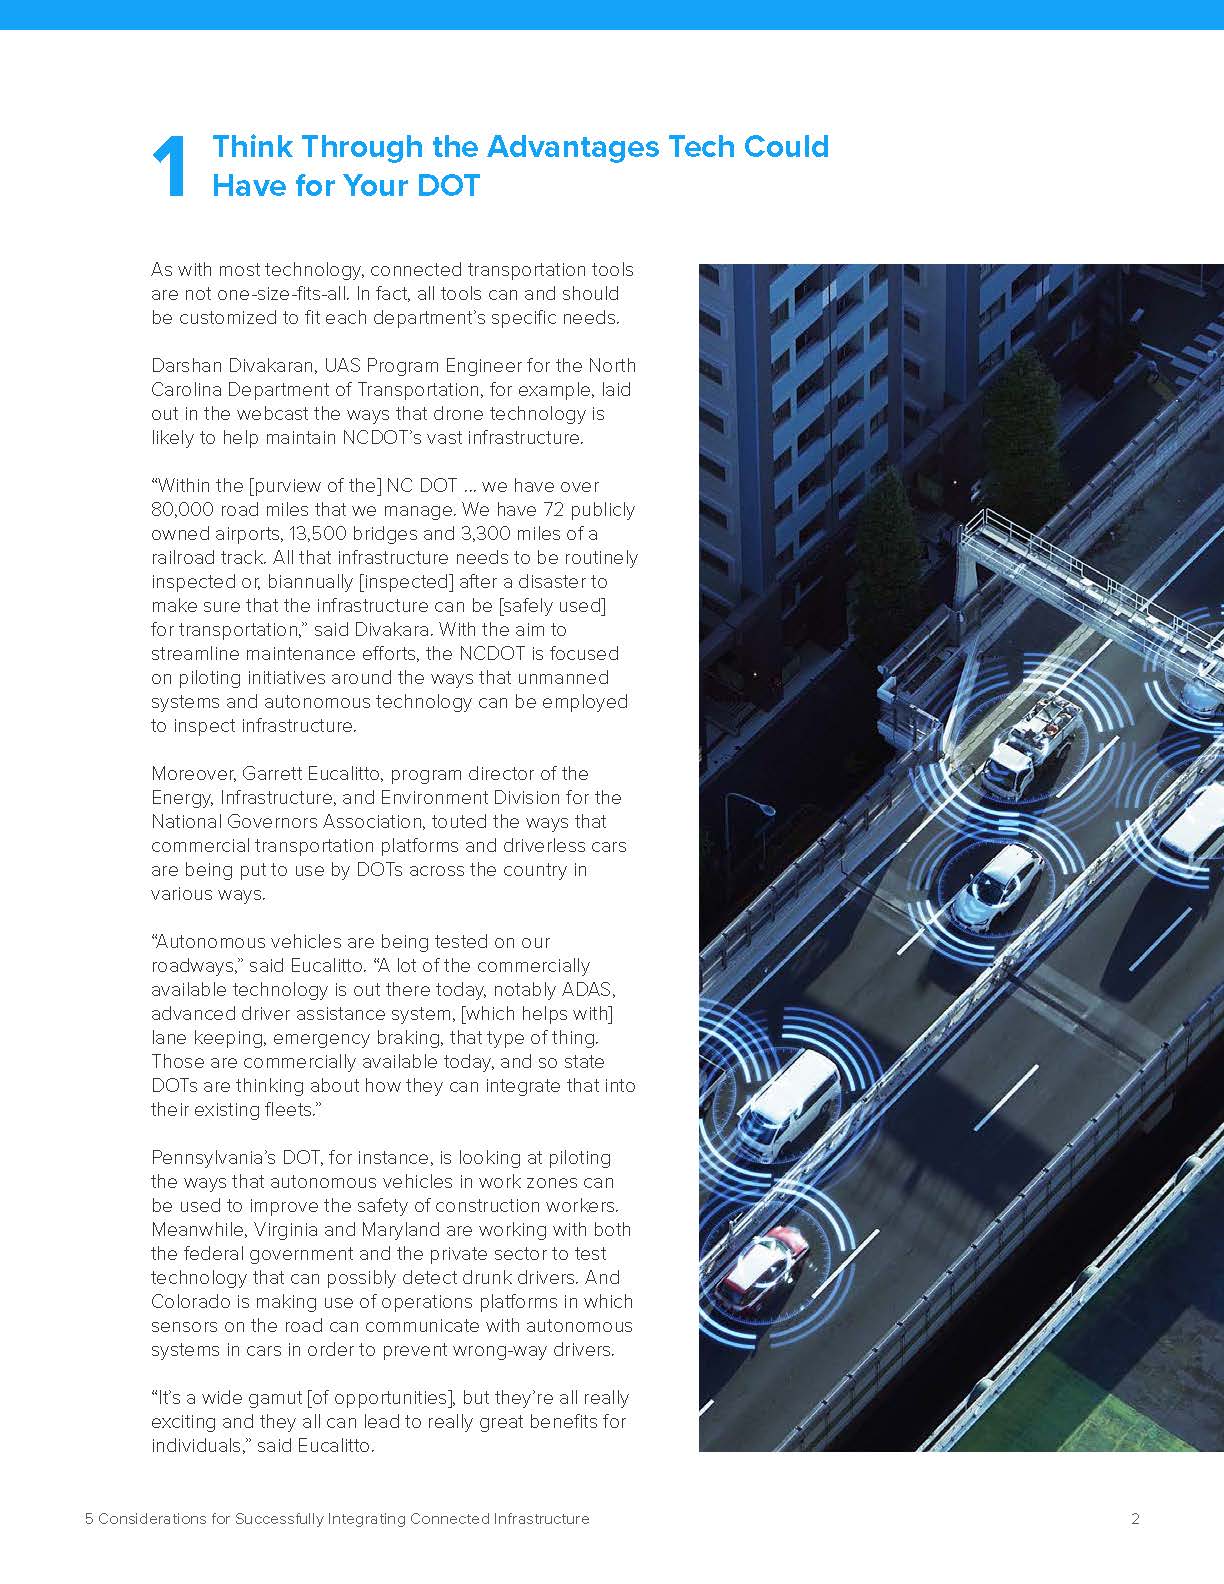 1 Think Through the Advantages Tech Could
Have for Your DOT
As with most technology, connected transportation tools
are not one-size-fits-all. In fact, all tools can and should
be customized to fit each department’s specific needs.
Darshan Divakaran, UAS Program Engineer for the North
Carolina Department of Transportation, for example, laid
out in the webcast the ways that drone technology is
likely to help maintain NCDOT’s vast infrastructure.
“Within the [purview of the] NC DOT ... we have over
80,000 road miles that we manage. We have 72 publicly
owned airports, 13,500 bridges and 3,300 miles of a
railroad track. All that infrastructure needs to be routinely
inspected or, biannually [inspected] after a disaster to
make sure that the infrastructure can be [safely used]
for transportation,” said Divakara. With the aim to
streamline maintenance efforts, the NCDOT is focused
on piloting initiatives around the ways that unmanned
systems and autonomous technology can be employed
to inspect infrastructure.
Moreover, Garrett Eucalitto, program director of the
Energy, Infrastructure, and Environment Division for the
National Governors Association, touted the ways that
commercial transportation platforms and driverless cars
are being put to use by DOTs across the country in
various ways.
“Autonomous vehicles are being tested on our
roadways,” said Eucalitto. “A lot of the commercially
available technology is out there today, notably ADAS,
advanced driver assistance system, [which helps with]
lane keeping, emergency braking, that type of thing.
Those are commercially available today, and so state
DOTs are thinking about how they can integrate that into
their existing fleets.”
Pennsylvania’s DOT, for instance, is looking at piloting
the ways that autonomous vehicles in work zones can
be used to improve the safety of construction workers.
Meanwhile, Virginia and Maryland are working with both
the federal government and the private sector to test
technology that can possibly detect drunk drivers. And
Colorado is making use of operations platforms in which
sensors on the road can communicate with autonomous
systems in cars in order to prevent wrong-way drivers.
“It’s a wide gamut [of opportunities], but they’re all really
exciting and they all can lead to really great benefits for
individuals,” said Eucalitto.
5 Considerations for Successfully Integrating Connected Infrastructure
2